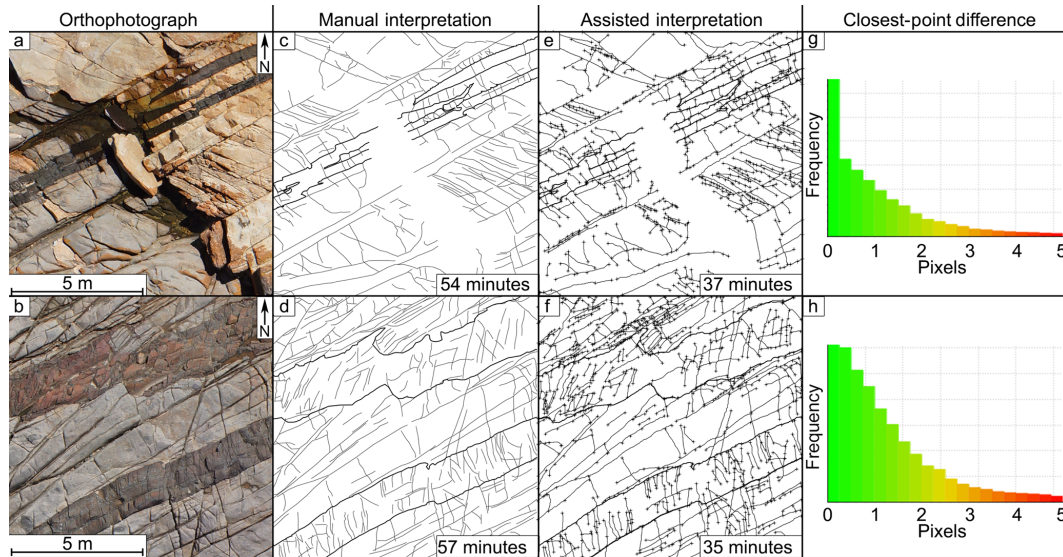 Orthophotograph
Manual interpretation
Assisted interpretation
Closest-point difference
a
N
5 m
c
54 minutes
e
37 minutes
g
Frequency
0 1 2 3 4 5
Pixels
b
N
5 m
d
57 minutes
f
35 minutes
h
Frequency
0 1 2 3 4 5
Pixels